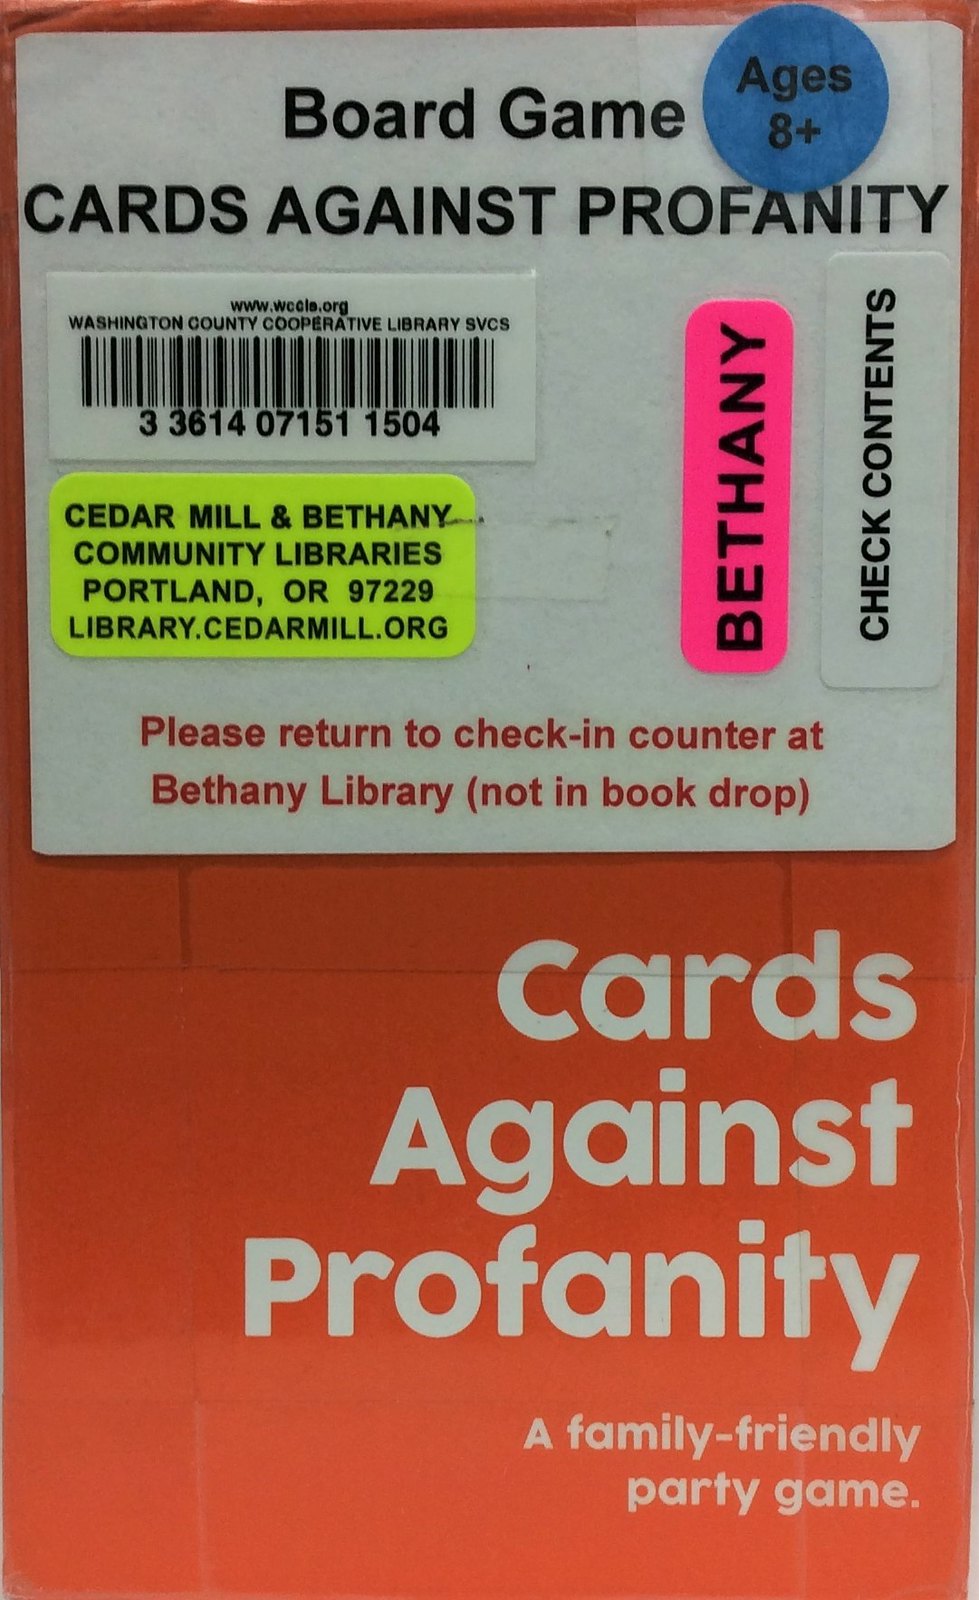 Board Game
Ages
8+
CARDS AGAINST PROFANITY
www.wccls.org
WASHINGTON COUNTY COOPERATIVE LIBRARY SVCS
3 3614 07151 1504
CEDAR MILL & BETHANY
COMMUNITY LIBRARIES
PORTLAND, OR 97229
LIBRARY.CEDARMILL.ORG
BETHANY
CHECK CONTENTS
Please return to check-in counter at
Bethany Library (not in book drop)
Cards
Against
Profanity
A family-friendly
party game.